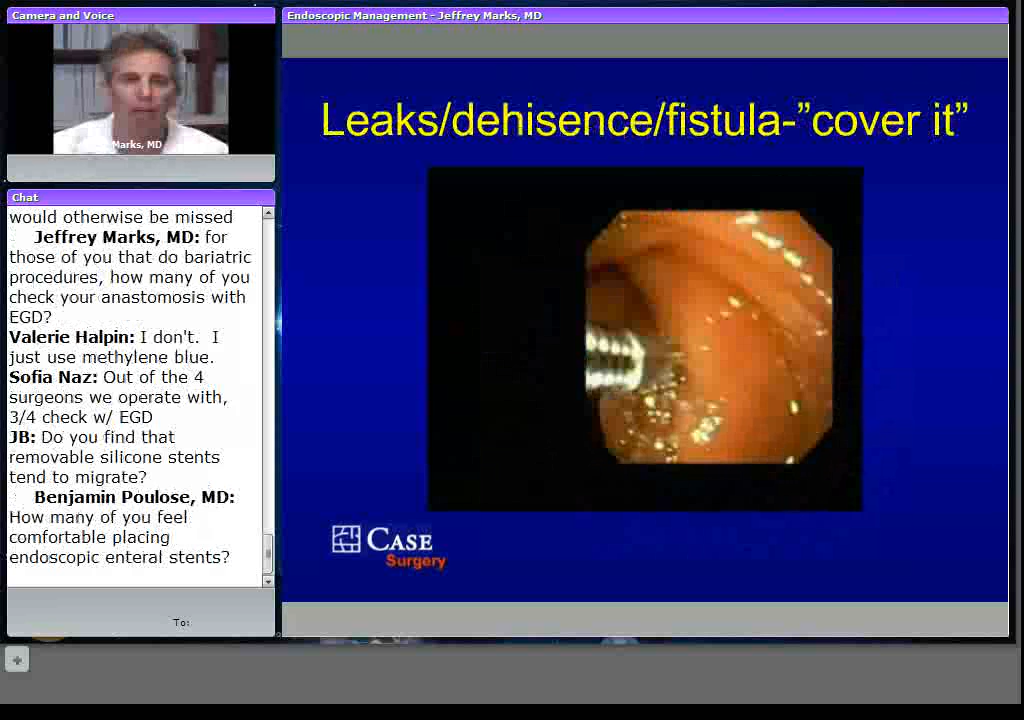 Camera and Voice
Endoscopic Management - Jeffrey Marks, MD
Marks, MD
Leaks/dehisence/fistula-”cover it”
CASE
Surgery
Chat
would otherwise be missed
Jeffrey Marks, MD: for
those of you that do bariatric
procedures, how many of you
check your anastomosis with
EGD?
Valerie Halpin: I don't.  I
just use methylene blue.
Sofia Naz: Out of the 4
surgeons we operate with,
3/4 check w/ EGD
JB: Do you find that
removable silicone stents
tend to migrate?
Benjamin Poulose, MD:
How many of you feel
comfortable placing
endoscopic enteral stents?
To: